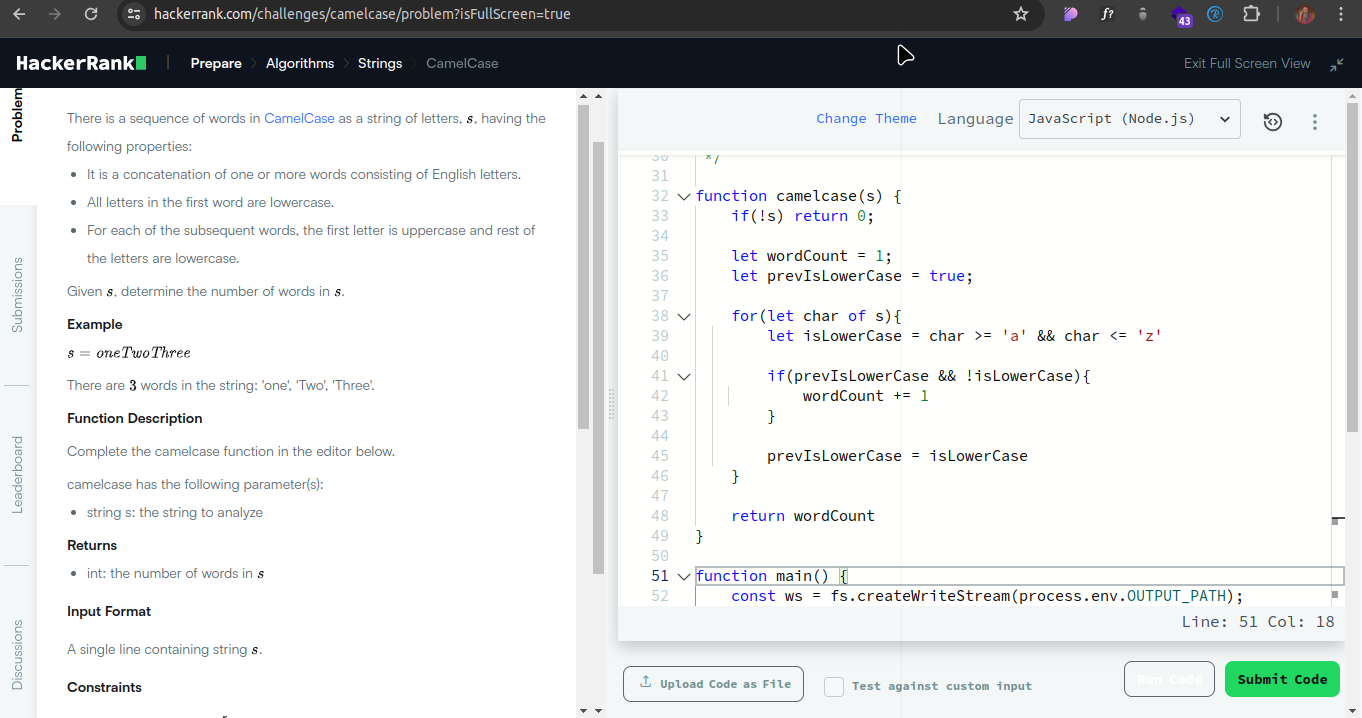 hackerrank.com/challenges/camelcase/problem?isFullScreen=true
f?
43
R
HackerRank
Prepare
Algorithms
Strings
CamelCase
Exit Full Screen View
Problem
Submissions
Leaderboard
Discussions
There is a sequence of words in CamelCase as a string of letters, s, having the
following properties:
• It is a concatenation of one or more words consisting of English letters.
• All letters in the first word are lowercase.
• For each of the subsequent words, the first letter is uppercase and rest of
the letters are lowercase.
Given s, determine the number of words in s.
Example
s = oneTwoThree
There are 3 words in the string: 'one', 'Two', 'Three'.
Function Description
Complete the camelcase function in the editor below.
camelcase has the following parameter(s):
• string s: the string to analyze
Returns
• int: the number of words in s
Input Format
A single line containing string s.
Constraints
Change Theme
Language
JavaScript (Node.js)
30 */
31
32 function camelcase(s) {
33     if(!s) return 0;
34
35     let wordCount = 1;
36     let prevIsLowerCase = true;
37
38     for(let char of s){
39         let isLowerCase = char >= 'a' && char <= 'z'
40
41         if(prevIsLowerCase && !isLowerCase){
42             wordCount += 1
43         }
44
45         prevIsLowerCase = isLowerCase
46     }
47
48     return wordCount
49 }
50
51 function main() {
52     const ws = fs.createWriteStream(process.env.OUTPUT_PATH);
Line: 51 Col: 18
Upload Code as File
Test against custom input
Run Code
Submit Code